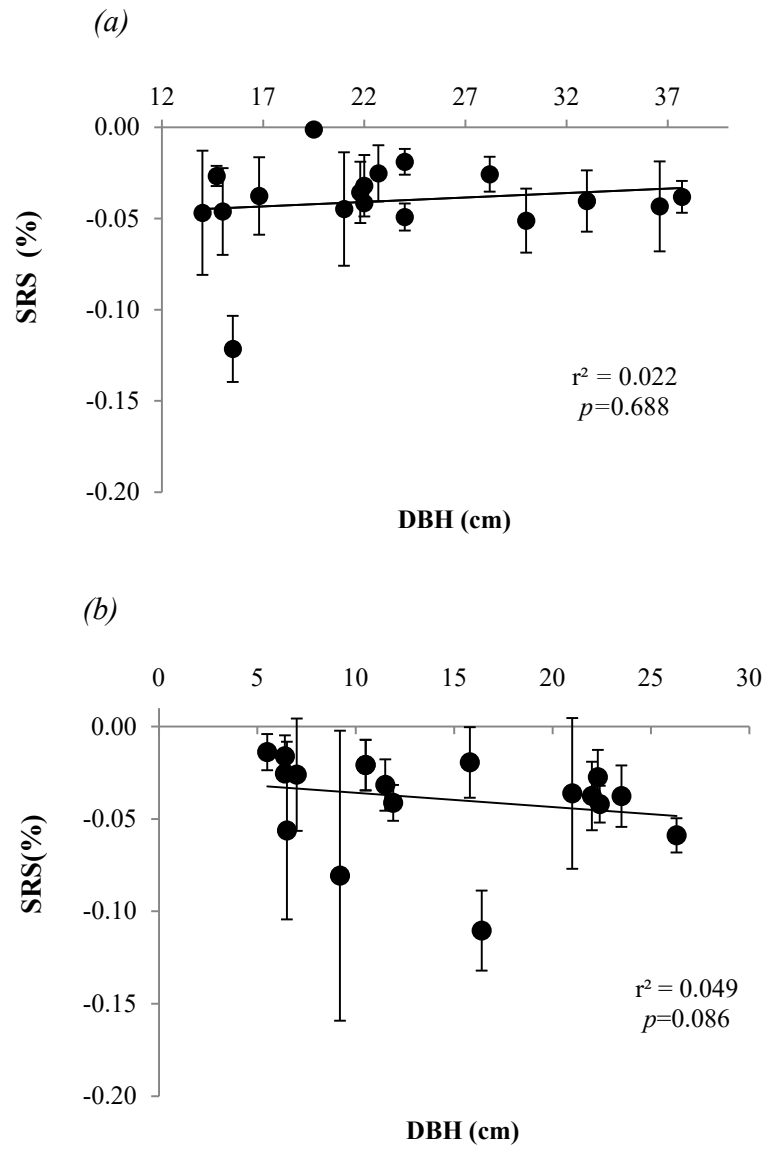 (a)
12 17 22 27 32 37
0.00
-0.05
-0.10
-0.15
-0.20
SRS (%)
r² = 0.022
p=0.688
DBH (cm)
(b)
0 5 10 15 20 25 30
0.00
-0.05
-0.10
-0.15
-0.20
SRS(%)
r² = 0.049
p=0.086
DBH (cm)